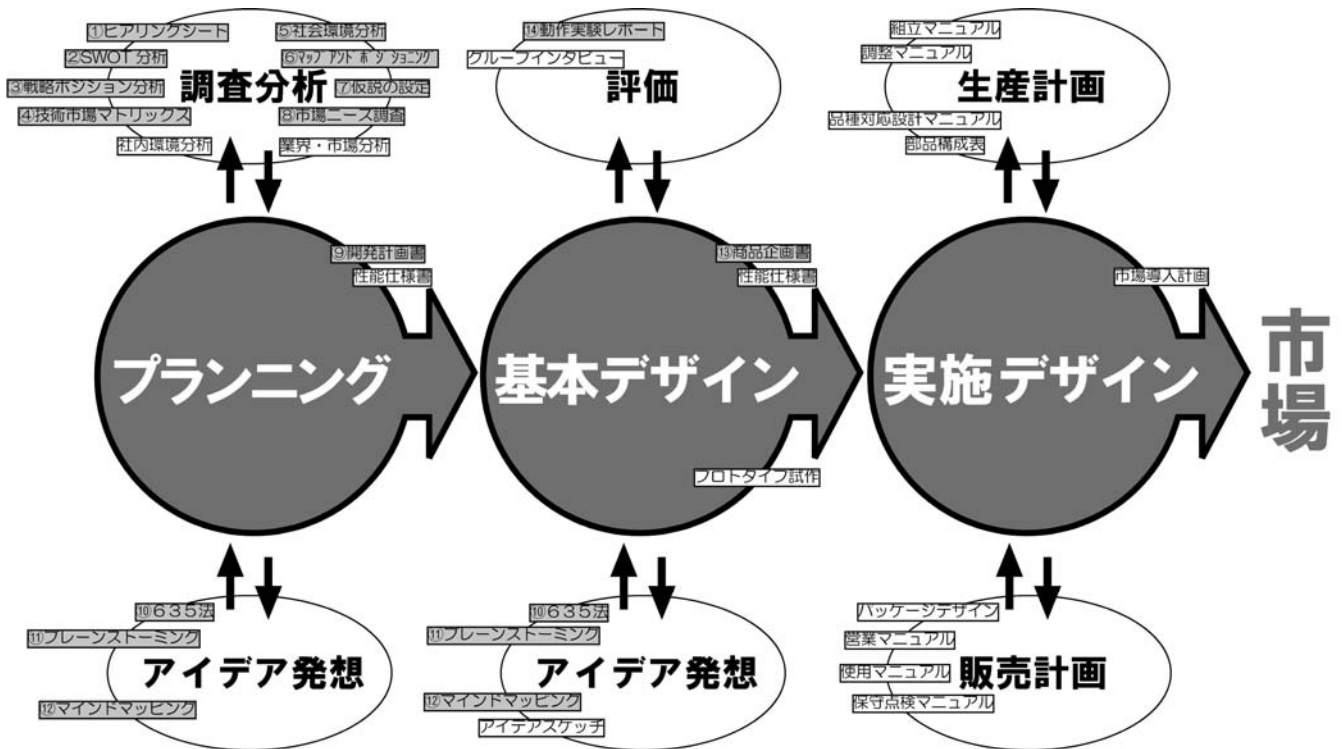 ①ヒアリングシート
②SWOT 分析
③戦略ポジション分析
④技術市場マトリックス
社内環境分析
⑤社会環境分析
⑥マップ アンド ポジショニング
⑦仮説の設定
⑧市場ニーズ調査
業界・市場分析
調査分析
⑭動作実験レポート
グループインタビュー
評価
組立マニュアル
調整マニュアル
品種対応設計マニュアル
部品構成表
生産計画
⑨開発計画書
性能仕様書
プランニング
⑬商品企画書
性能仕様書
基本デザイン
プロトタイプ試作
市場導入計画
実施デザイン
市場
⑩635法
⑪ブレーンストーミング
⑫マインドマッピング
アイデア発想
⑩635法
⑪ブレーンストーミング
⑫マインドマッピング
アイデアスケッチ
アイデア発想
パッケージデザイン
営業マニュアル
使用マニュアル
保守点検マニュアル
販売計画